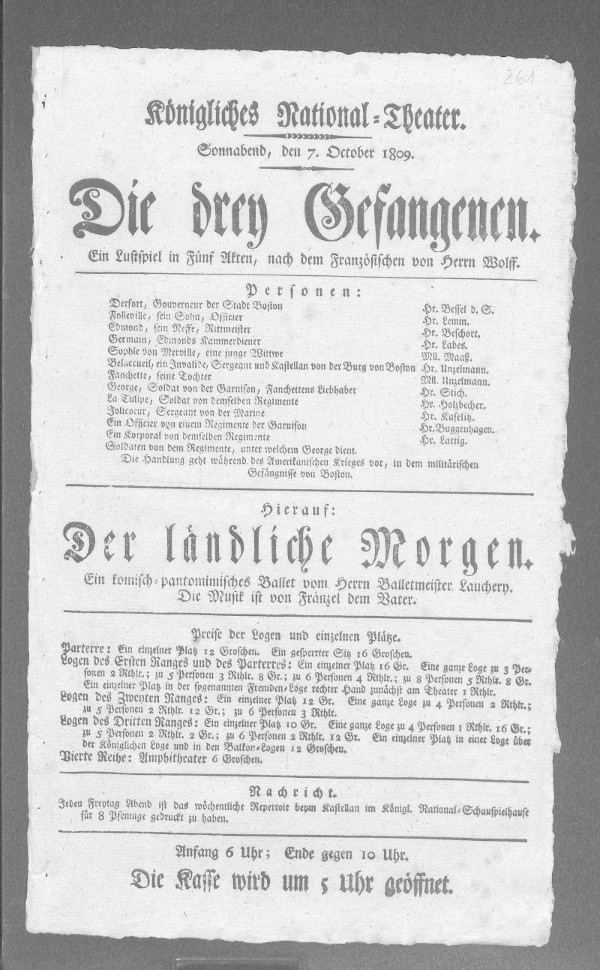 261
Königliches National-Theater.
Sonnabend, den 7. October 1809.
Die drey Gefangenen.
Ein Lustspiel in Fünf Akten, nach dem Französischen von Herrn Wolff.
Personen:
Derfort, Gouverneur der Stadt Boston Hr. Bessel d. S.
Folleville, sein Sohn, Officier Hr. Lemm.
Edmond, sein Neffe, Rittmeister Hr. Beschort.
Germain, Edmonds Kammerdiener Hr. Labes.
Sophie von Merville, eine junge Wittwe Mll. Maaß.
Belaccueil, ein Invalide, Sergeant und Kastellan von der Burg von Boston Hr. Unzelmann.
Fanchette, seine Tochter Mll. Unzelmann.
George, Soldat von der Garnison, Fanchettens Liebhaber Hr. Stich.
La Tulipe, Soldat von demselben Regimente Hr. Holzbecher.
Jolicoeur, Sergeant von der Marine Hr. Kaselitz.
Ein Officier von einem Regimente der Garnison Hr. Buggenhagen.
Ein Korporal von demselben Regimente Hr. Lattig.
Soldaten von dem Regimente, unter welchem George dient.
Die Handlung geht während des Amerikanischen Krieges vor, in dem militärischen
Gefängnisse von Boston.
Hierauf:
Der ländliche Morgen.
Ein komisch-pantomimisches Ballet vom Herrn Balletmeister Lauchery.
Die Musik ist von Fränzel dem Vater.
Preise der Logen und einzelnen Plätze.
Parterre: Ein einzelner Platz 12 Groschen. Ein gesperrter Sitz 16 Groschen.
Logen des Ersten Ranges und des Parterres: Ein einzelner Platz 16 Gr. Eine ganze Loge zu 3 Per-
sonen 2 Rthlr.; zu 5 Personen 3 Rthlr. 8 Gr.; zu 6 Personen 4 Rthlr.; zu 8 Personen 5 Rthlr. 8 Gr.
Ein einzelner Platz in der sogenannten Fremden-Loge rechter Hand zunächst am Theater 1 Rthlr.
Logen des Zweyten Ranges: Ein einzelner Platz 12 Gr. Eine ganze Loge zu 4 Personen 2 Rthlr.;
zu 5 Personen 2 Rthlr. 12 Gr.; zu 6 Personen 3 Rthlr.
Logen des Dritten Ranges: Ein einzelner Platz 10 Gr. Eine ganze Loge zu 4 Personen 1 Rthlr. 16 Gr.;
zu 5 Personen 2 Rthlr. 2 Gr.; zu 6 Personen 2 Rthlr. 12 Gr. Ein einzelner Platz in einer Loge über
der Königlichen Loge und in den Balkon-Logen 12 Groschen.
Vierte Reihe: Amphitheater 6 Groschen.
Nachricht.
Jeden Freytag Abend ist das wöchentliche Repertoir beym Kastellan im Königl. National-Schauspielhause
für 8 Pfennige gedruckt zu haben.
Anfang 6 Uhr; Ende gegen 10 Uhr.
Die Kasse wird um 5 Uhr geöffnet.